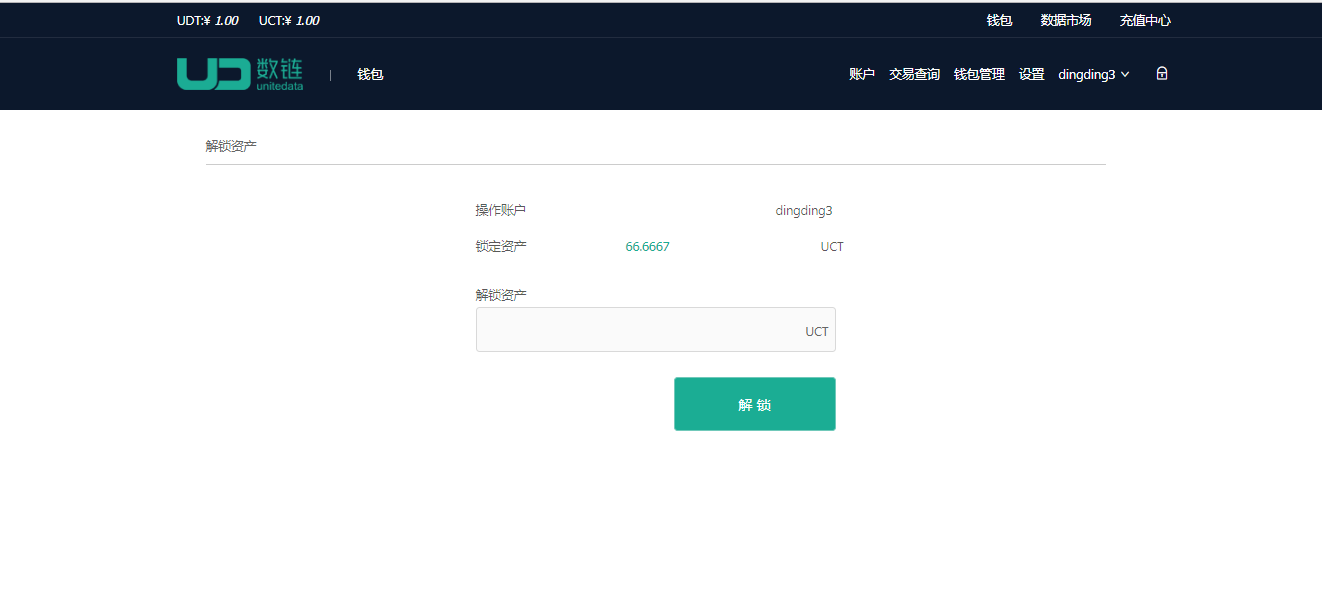 UDT:¥ 1.00 UCT:¥ 1.00 钱包 数据市场 充值中心
UD 数链 unitedata | 钱包 账户 交易查询 钱包管理 设置 dingding3
解锁资产
操作账户 dingding3
锁定资产 66.6667 UCT
解锁资产
UCT
解 锁